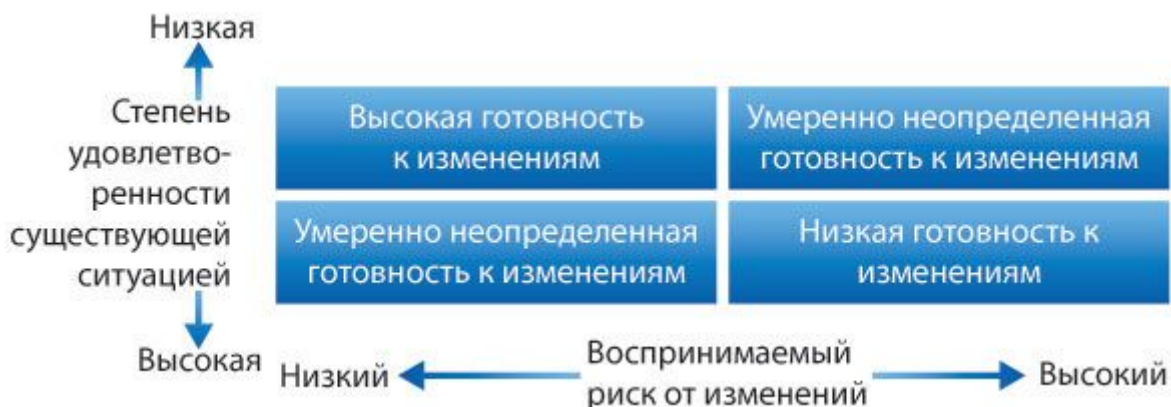 Низкая
Степень
удовлетво-
ренности
существующей
ситуацией
Высокая
Высокая готовность
к изменениям
Умеренно неопределенная
готовность к изменениям
Умеренно неопределенная
готовность к изменениям
Низкая готовность к
изменениям
Низкий
Воспринимаемый
риск от изменений
Высокий